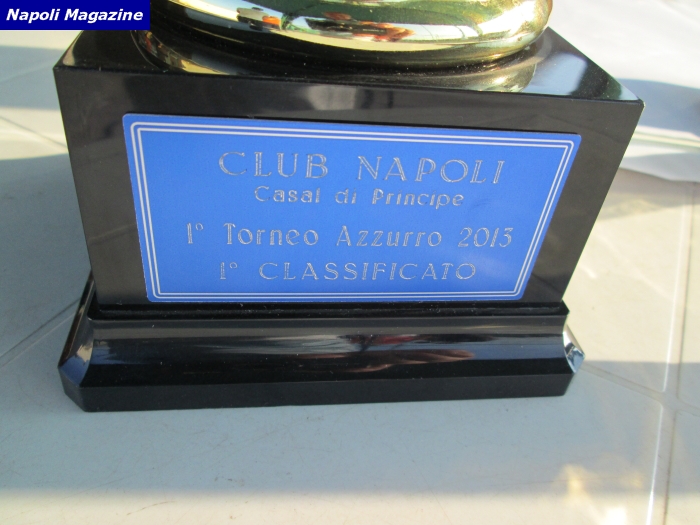 Napoli Magazine
CLUB NAPOLI
Casal di Principe
1° Torneo Azzurro 2013
1° CLASSIFICATO